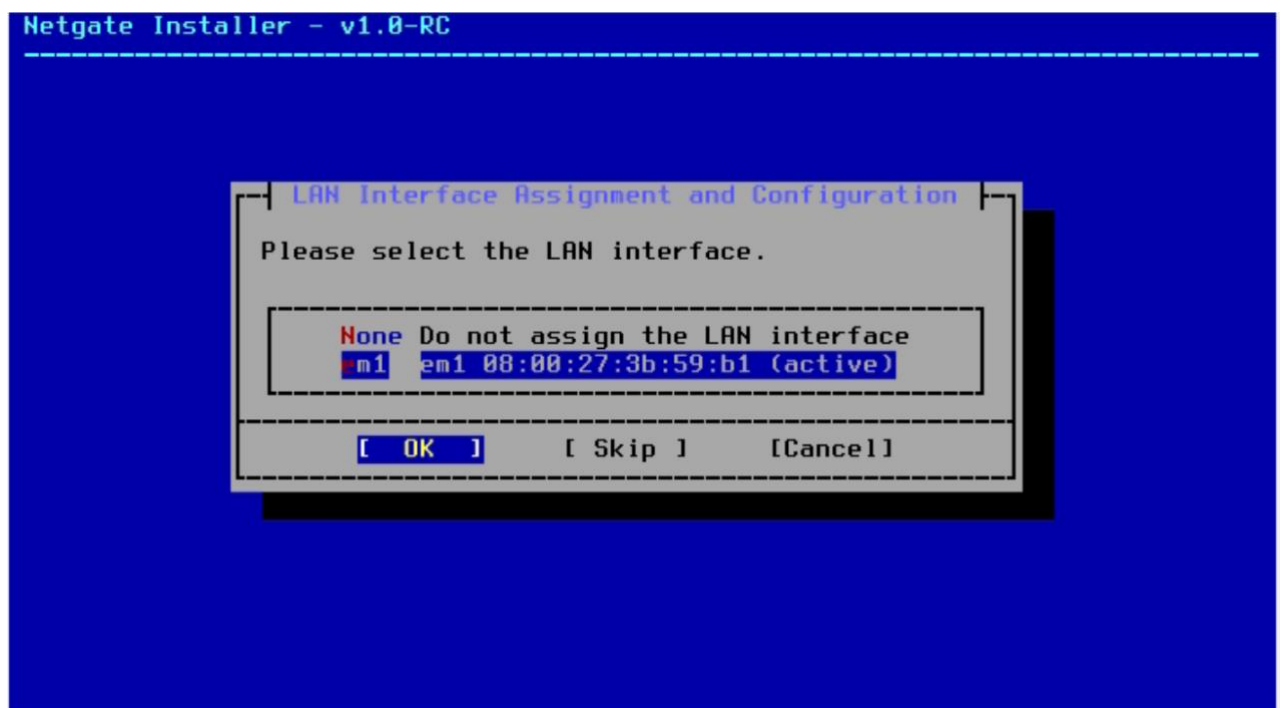 Netgate Installer - v1.0-RC
LAN Interface Assignment and Configuration
Please select the LAN interface.
None Do not assign the LAN interface
em1 em1 08:00:27:3b:59:b1 (active)
[ OK ] [ Skip ] [Cancel]